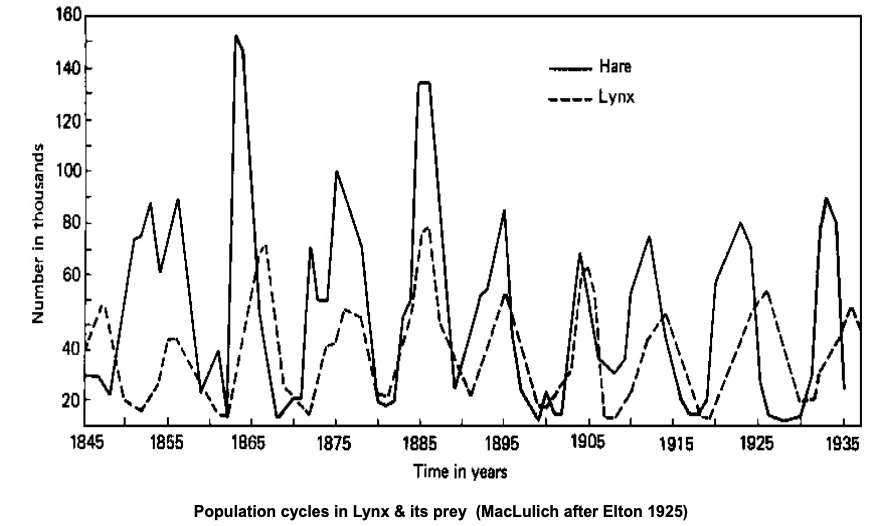 160
140
120
100
80
60
40
20
Number in thousands
Hare
Lynx
1845 1855 1865 1875 1885 1895 1905 1915 1925 1935
Time in years
Population cycles in Lynx & its prey (MacLulich after Elton 1925)